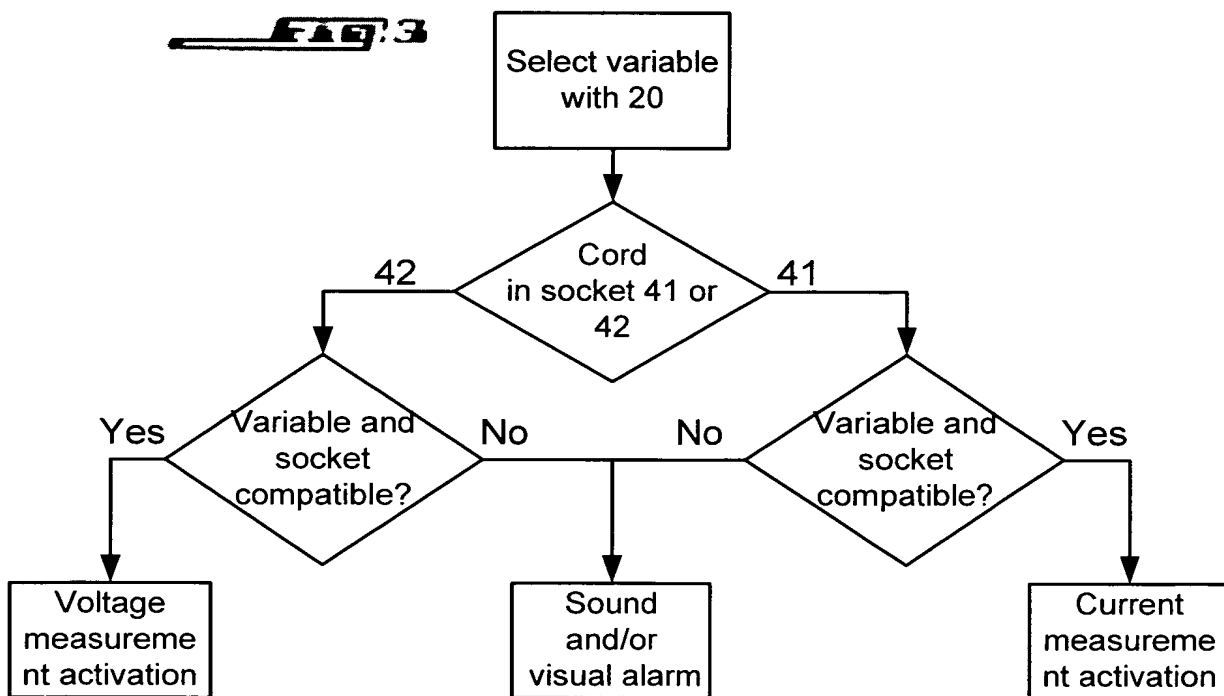 FIG. 3
Select variable
with 20
Cord
in socket 41 or
42
42
41
Variable and
socket
compatible?
Variable and
socket
compatible?
Yes
No
No
Yes
Voltage
measureme
nt activation
Sound
and/or
visual alarm
Current
measureme
nt activation